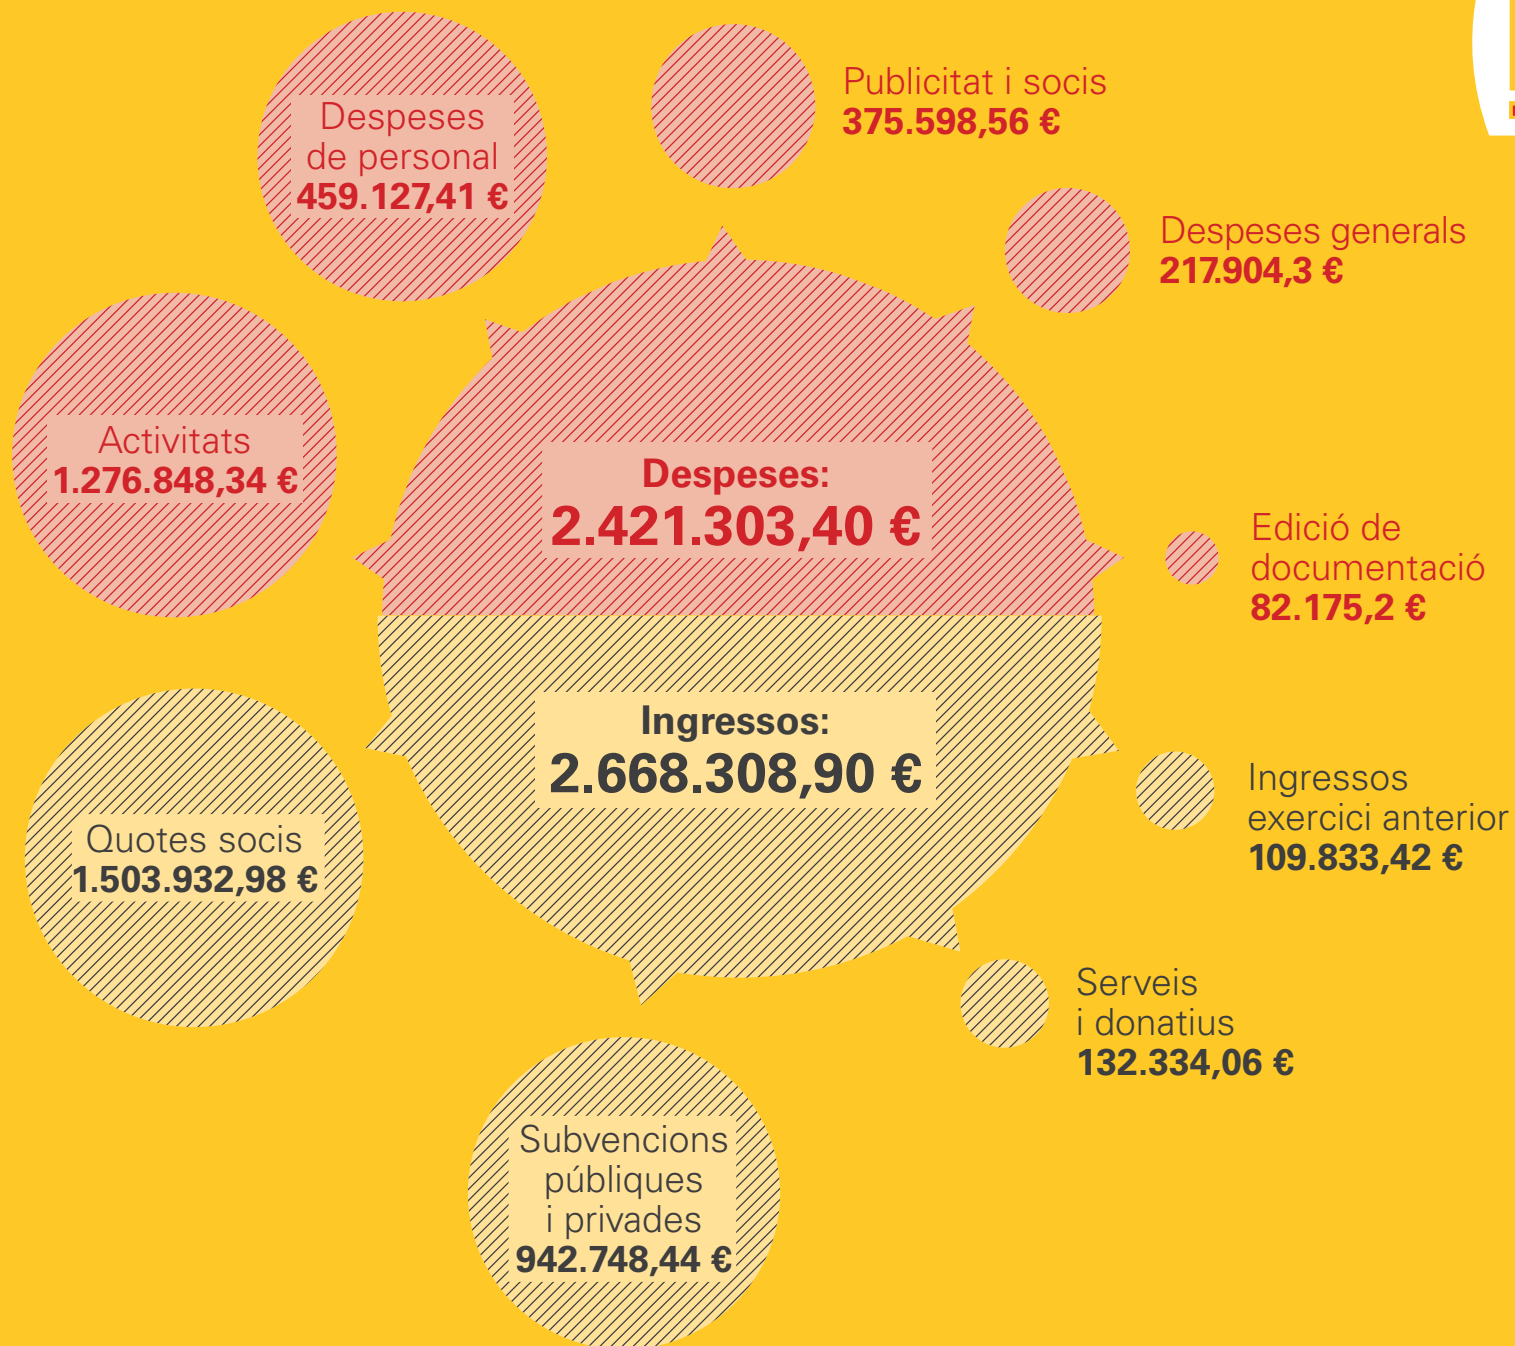 Despeses
de personal
459.127,41 €
Publicitat i socis
375.598,56 €
Despeses generals
217.904,3 €
Activitats
1.276.848,34 €
Despeses:
2.421.303,40 €
Edició de
documentació
82.175,2 €
Ingressos:
2.668.308,90 €
Ingressos
exercici anterior
109.833,42 €
Quotes socis
1.503.932,98 €
Serveis
i donatius
132.334,06 €
Subvencions
públiques
i privades
942.748,44 €